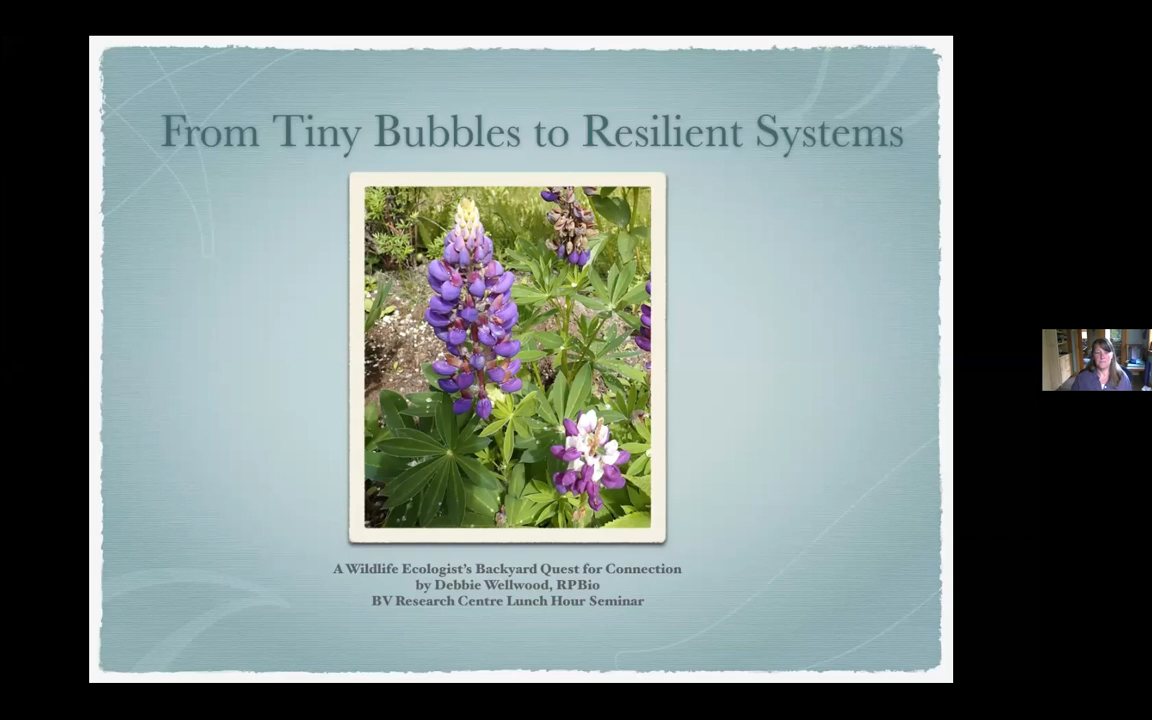 From Tiny Bubbles to Resilient Systems
A Wildlife Ecologist's Backyard Quest for Connection
by Debbie Wellwood, RPBio
BV Research Centre Lunch Hour Seminar